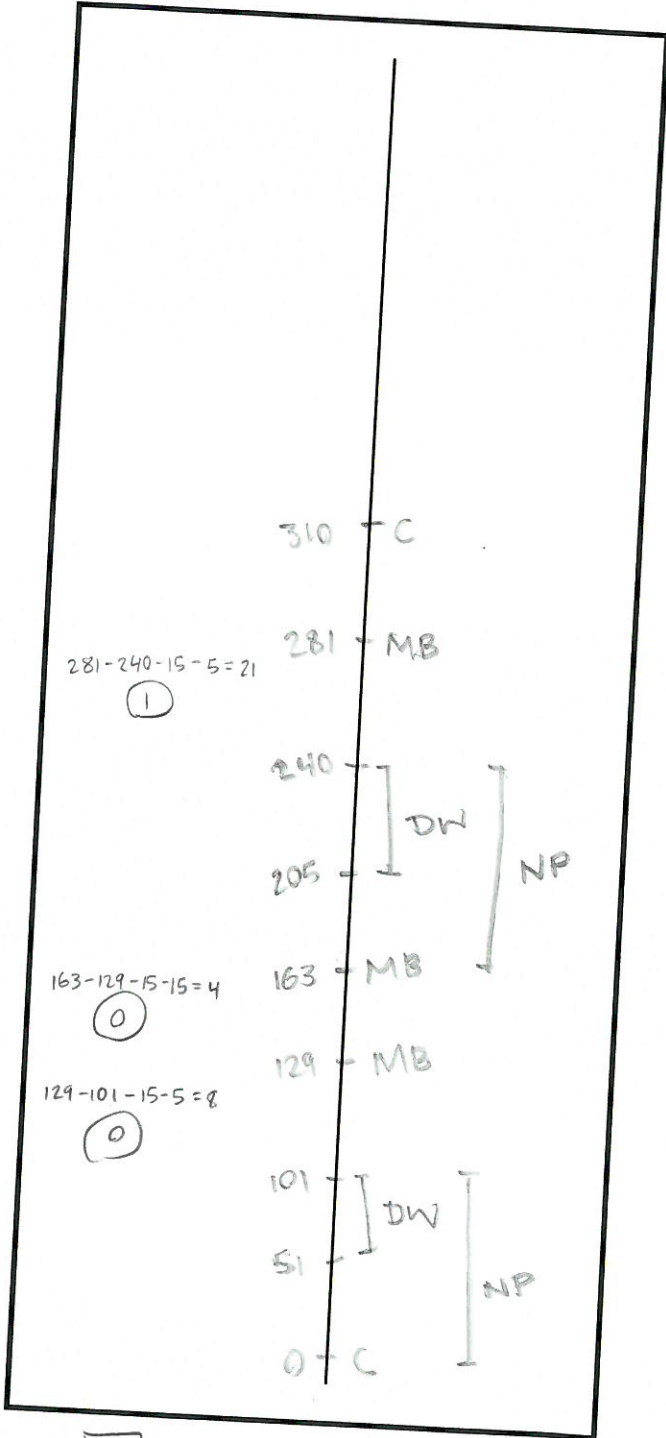 310 C
281 MB
281-240-15-5=21
1
240
DW
NP
205
163-129-15-15=4
163 MB
0
129 MB
129-101-15-5=8
0
101
DW
51
NP
0 C